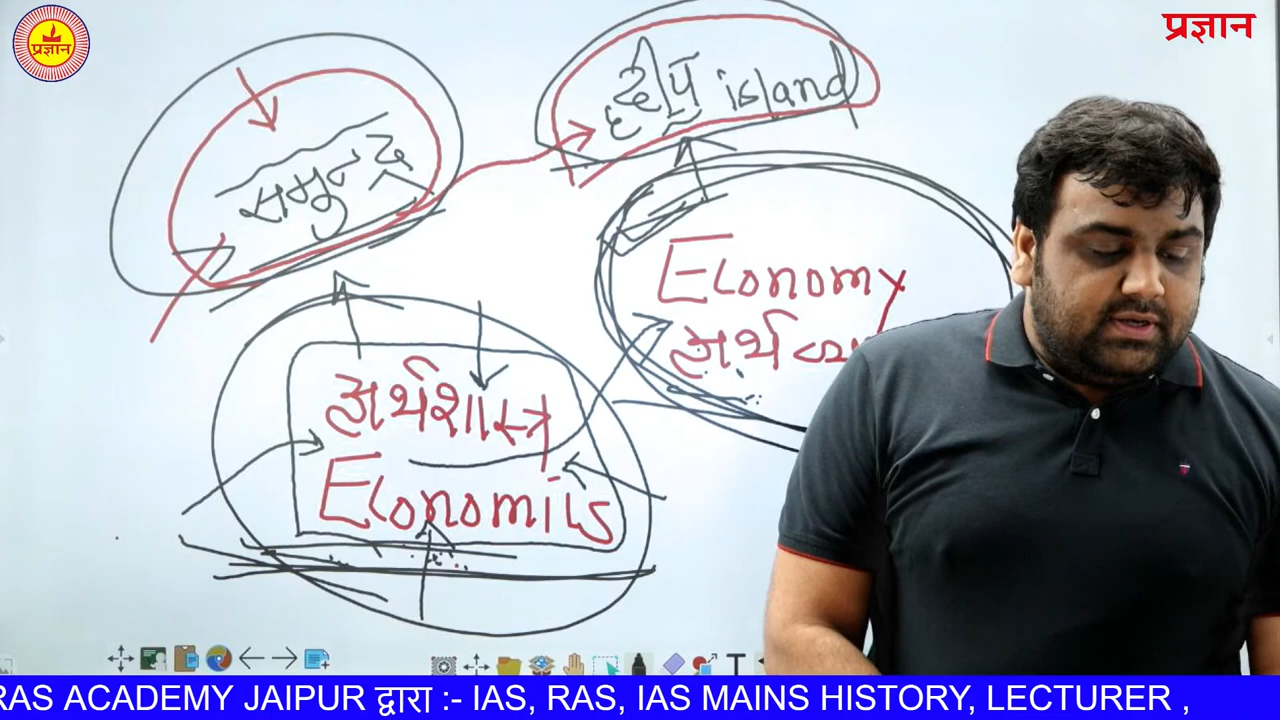 प्रज्ञान
प्रज्ञान
द्वीप island
समुन्द्र
Economy
अर्थव्य
अर्थशास्त्र
Economics
RAS ACADEMY JAIPUR द्वारा :- IAS, RAS, IAS MAINS HISTORY, LECTURER ,